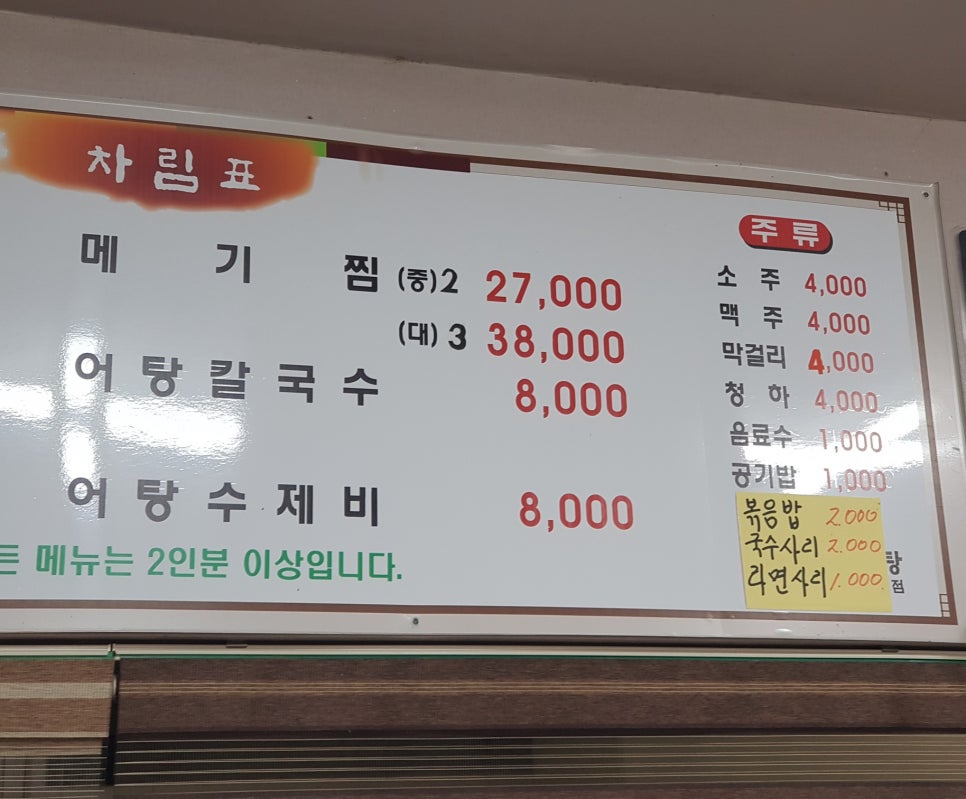 차림표
메기찜 (중)2 27,000
(대) 3 38,000
어탕칼국수 8,000
어탕수제비 8,000
든 메뉴는 2인분 이상입니다.
주류
소주 4,000
맥주 4,000
막걸리 4,000
청하 4,000
음료수 1,000
공기밥 1,000
볶음밥 2.000
국수사리 2.000
라면사리 1.000
탕
점